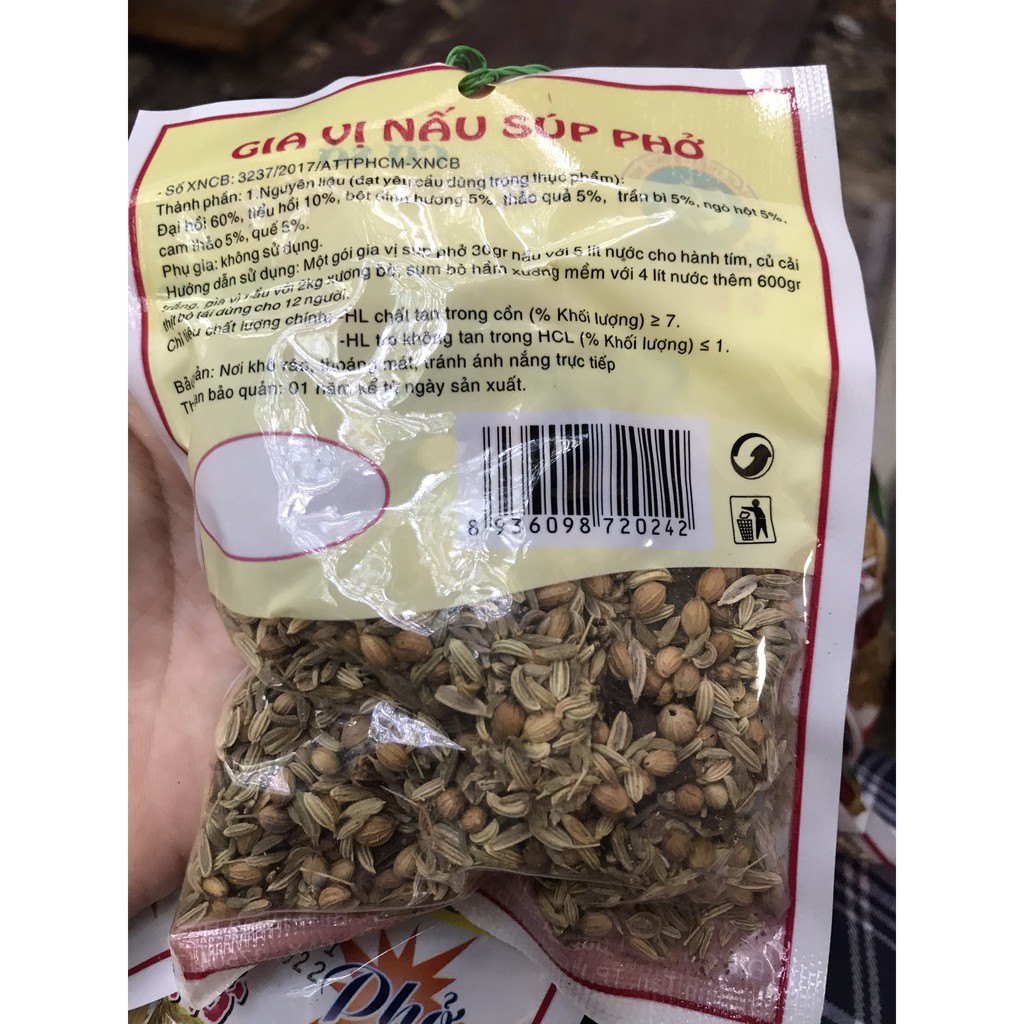 GIA VỊ NẤU SÚP PHỞ
- Số XNCB: 3237/2017/ATTPHCM-XNCB
Thành phần: 1.Nguyên liệu (đạt yêu cầu dùng trong thực phẩm):
Đại hồi 60%, tiểu hồi 10%, bột đinh hương 5%, thảo quả 5%, trần bì 5%, ngò hột 5%,
cam thảo 5%, quế 5%.
Phụ gia: không sử dụng.
Hướng dẫn sử dụng: Một gói gia vị súp phở 30gr nấu với 5 lít nước cho hành tím, củ cải
trắng, gia vị nấu với 2kg xương bò, sụm bò hầm xương mềm với 4 lít nước thêm 600gr
thịt bò tái dùng cho 12 người.
Chỉ tiêu chất lượng chính: -HL chất tan trong cồn (% Khối lượng) ≥ 7.
-HL tro không tan trong HCL (% Khối lượng) ≤ 1.
Bảo quản: Nơi khô ráo, thoáng mát, tránh ánh nắng trực tiếp
bảo quản: 01 năm kể từ ngày sản xuất.
8 936098 720242
Phở